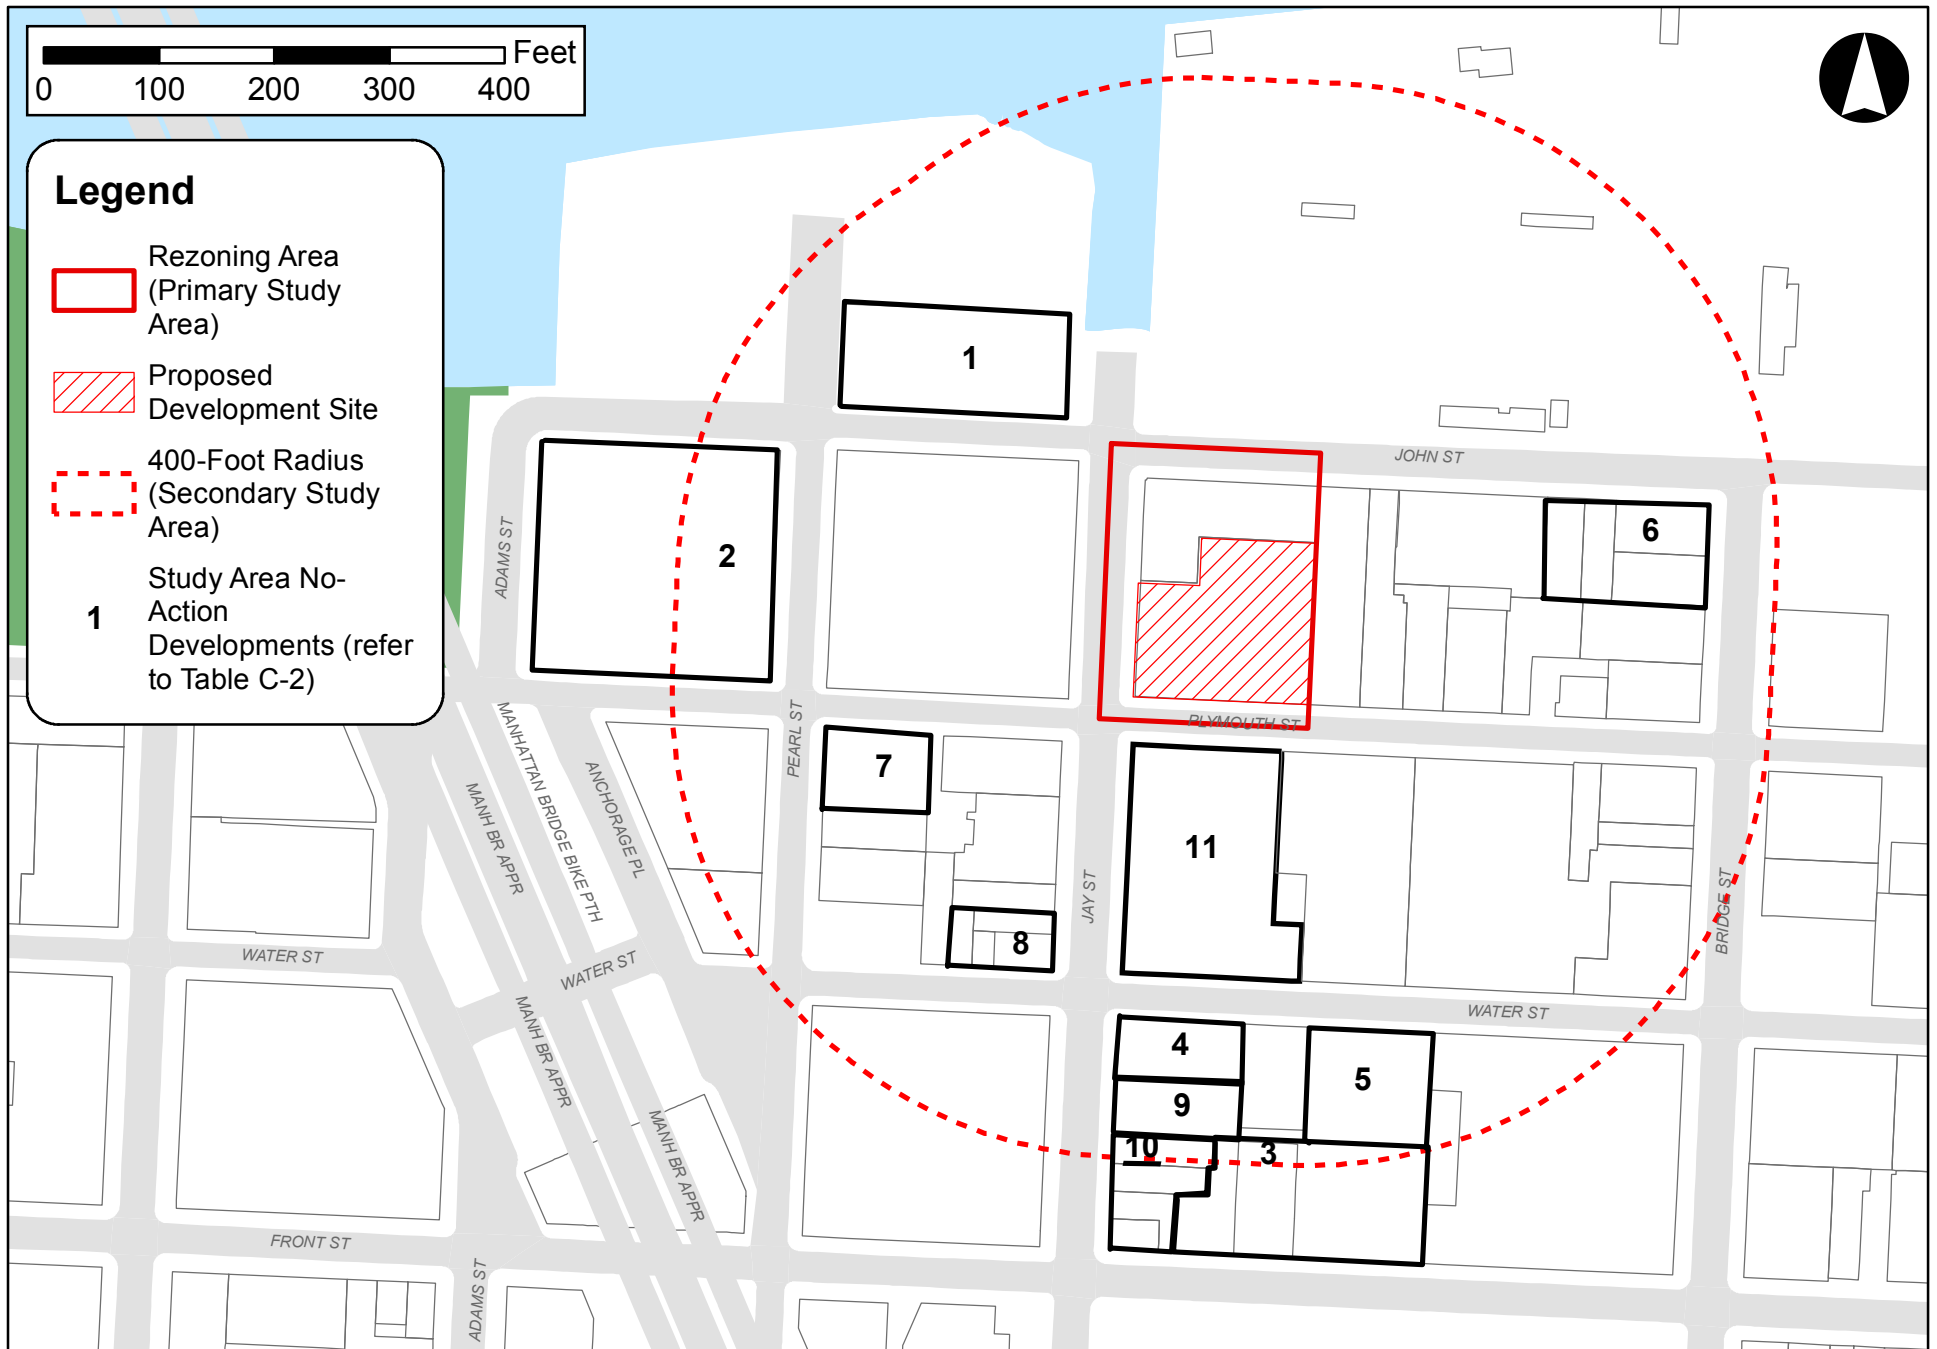 Feet
0 100 200 300 400
Legend
Rezoning Area
(Primary Study
Area)
Proposed
Development Site
400-Foot Radius
(Secondary Study
Area)
1
Study Area No-
Action
Developments (refer
to Table C-2)
1
JOHN ST
2
6
ADAMS ST
PLYMOUTH ST
PEARL ST
7
MANHATTAN BRIDGE BIKE PTH
ANCHORAGE PL
MANH BR APPR
11
JAY ST
BRIDGE ST
8
WATER ST
WATER ST
WATER ST
MANH BR APPR
4
5
9
MANH BR APPR
10
3
FRONT ST
ADAMS ST